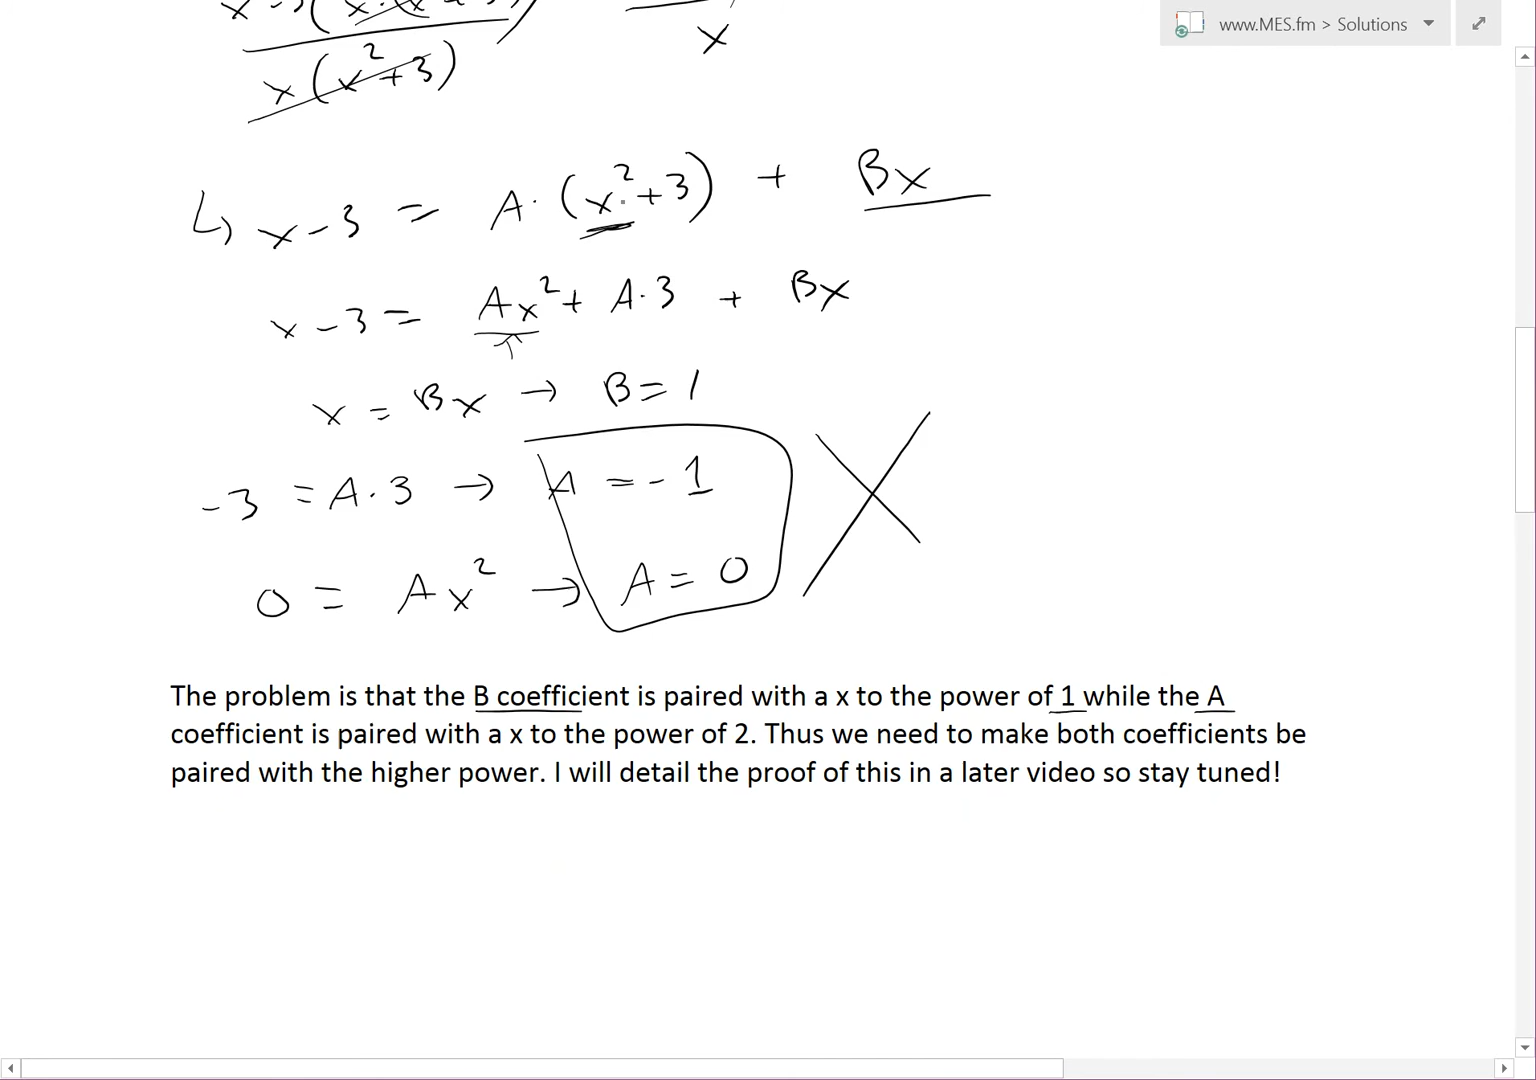 www.MES.fm > Solutions
x
x(x²+3)
↳ x-3 = A·(x²+3) + Bx
x-3 = Ax² + A·3 + Bx
x = Bx → B=1
-3 = A·3 → A = -1
0 = Ax² → A = 0
The problem is that the B coefficient is paired with a x to the power of 1 while the A
coefficient is paired with a x to the power of 2. Thus we need to make both coefficients be
paired with the higher power. I will detail the proof of this in a later video so stay tuned!